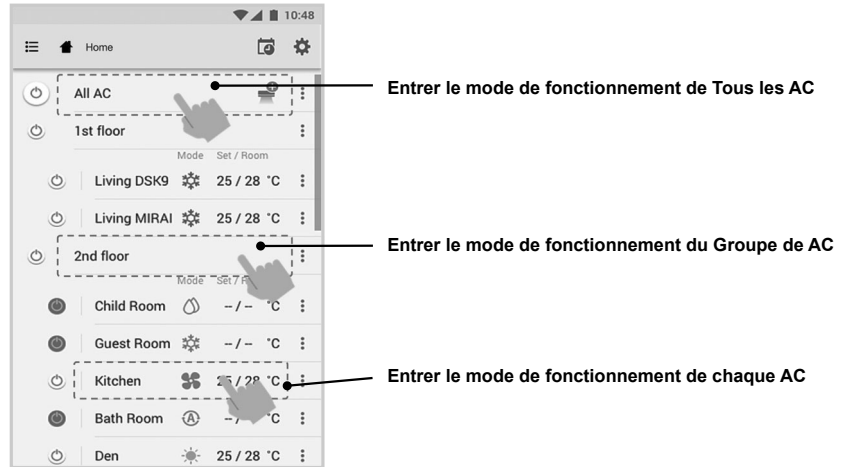 10:48
Home
All AC
1st floor
Mode Set / Room
Living DSK9 25 / 28 °C
Living MIRAI 25 / 28 °C
2nd floor
Mode Set /
Child Room -- / -- °C
Guest Room -- / -- °C
Kitchen 25 / 28 °C
Bath Room A -- / °C
Den 25 / 28 °C
Entrer le mode de fonctionnement de Tous les AC
Entrer le mode de fonctionnement du Groupe de AC
Entrer le mode de fonctionnement de chaque AC